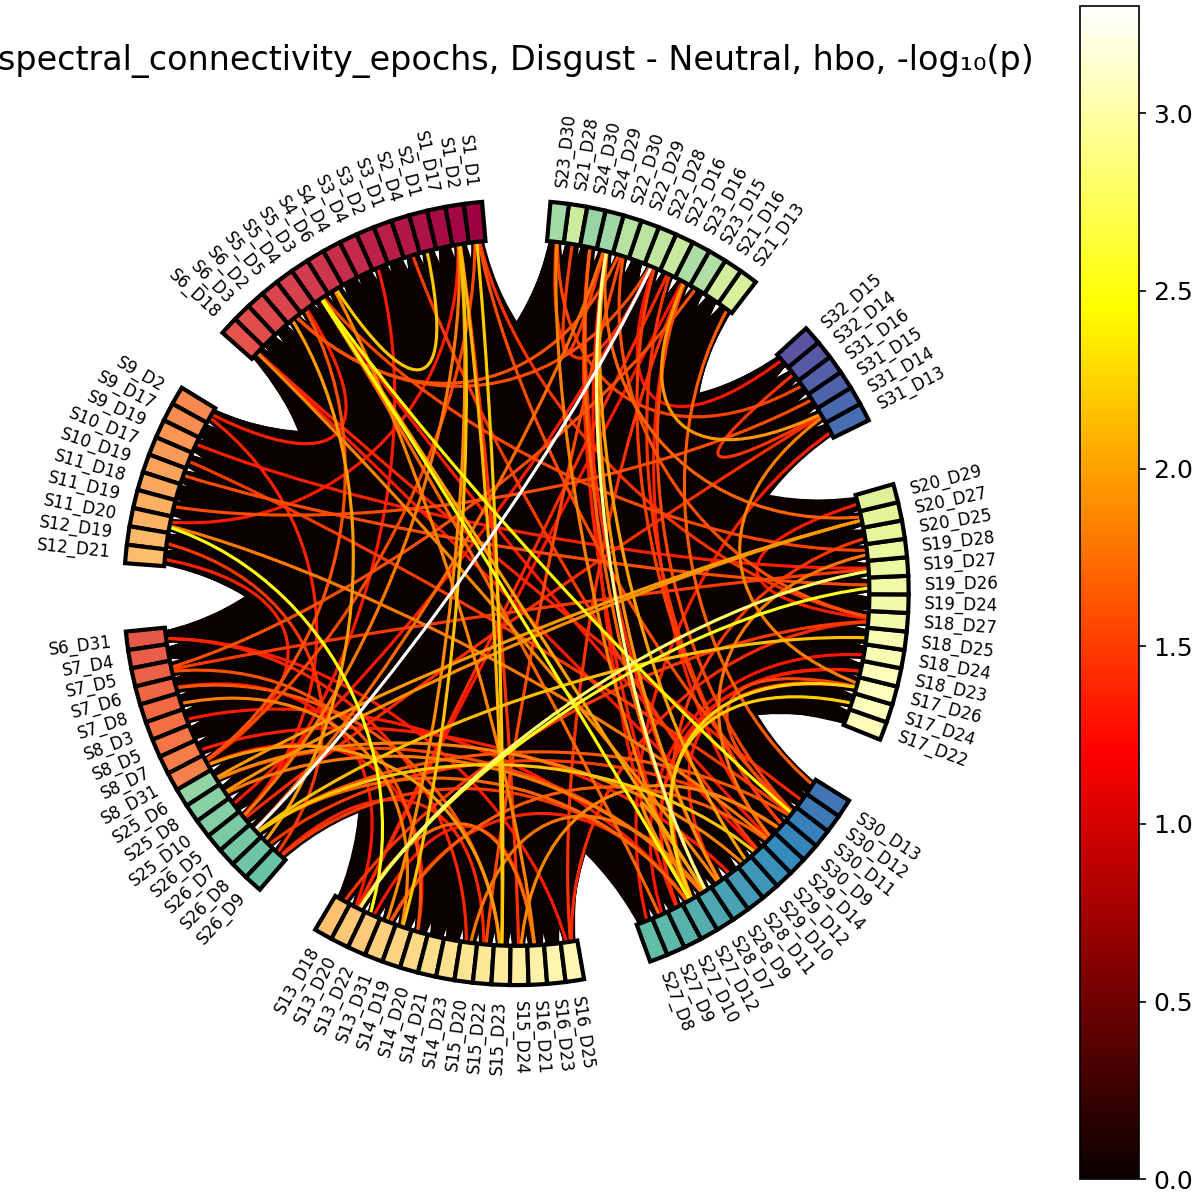 spectral_connectivity_epochs, Disgust - Neutral, hbo, -log₁₀(p)
S1_D1
S1_D2
S1_D17
S2_D1
S2_D4
S3_D1
S3_D2
S3_D4
S4_D4
S4_D6
S5_D3
S5_D4
S5_D5
S6_D2
S6_D3
S6_D18
S9_D2
S9_D17
S9_D19
S10_D17
S10_D19
S11_D18
S11_D19
S11_D20
S12_D19
S12_D21
S6_D31
S7_D4
S7_D5
S7_D6
S7_D8
S8_D3
S8_D5
S8_D7
S8_D31
S25_D6
S25_D8
S25_D10
S26_D5
S26_D7
S26_D8
S26_D9
S13_D18
S13_D20
S13_D22
S13_D31
S14_D19
S14_D20
S14_D21
S14_D23
S15_D20
S15_D22
S15_D23
S15_D24
S16_D21
S16_D23
S16_D25
S27_D8
S27_D9
S27_D10
S27_D12
S28_D7
S28_D9
S28_D11
S29_D10
S29_D12
S29_D14
S30_D9
S30_D11
S30_D12
S30_D13
S17_D22
S17_D24
S17_D26
S18_D23
S18_D24
S18_D25
S18_D27
S19_D24
S19_D26
S19_D27
S19_D28
S20_D25
S20_D27
S20_D29
S31_D13
S31_D14
S31_D15
S31_D16
S32_D14
S32_D15
S21_D13
S21_D16
S23_D15
S23_D16
S22_D16
S22_D28
S22_D29
S22_D30
S24_D29
S24_D30
S21_D28
S23_D30
3.0
2.5
2.0
1.5
1.0
0.5
0.0